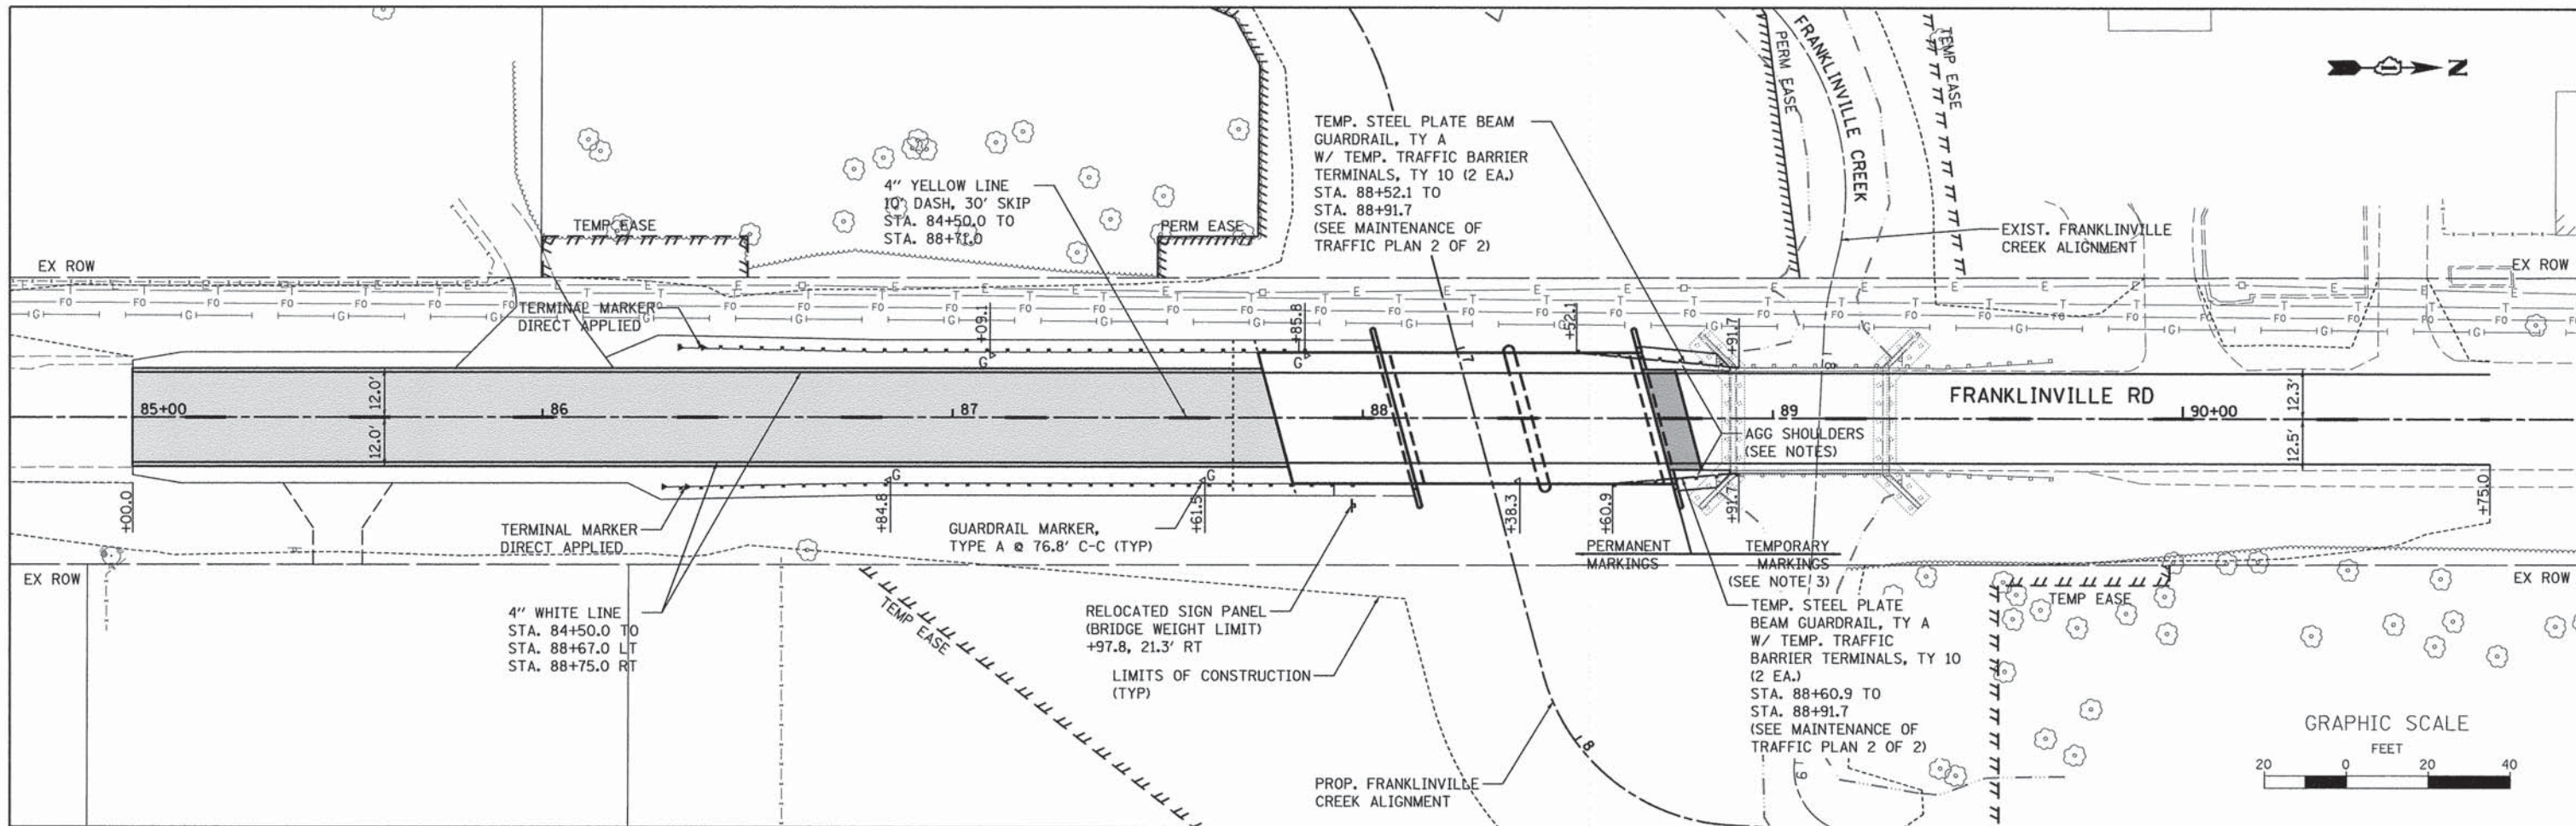 PERM EASE
FRANKLINVILLE CREEK
TEMP EASE
N
TEMP. STEEL PLATE BEAM
GUARDRAIL, TY A
W/ TEMP. TRAFFIC BARRIER
TERMINALS, TY 10 (2 EA.)
STA. 88+52.1 TO
STA. 88+91.7
(SEE MAINTENANCE OF
TRAFFIC PLAN 2 OF 2)
4" YELLOW LINE
10' DASH, 30' SKIP
STA. 84+50.0 TO
STA. 88+71.0
TEMP EASE
PERM EASE
EXIST. FRANKLINVILLE
CREEK ALIGNMENT
EX ROW
EX ROW
TERMINAL MARKER
DIRECT APPLIED
+09.1
+85.8
+52.1
+91.7
G
G
7
8
12.0'
12.0'
85+00
86
87
88
89
90+00
FRANKLINVILLE RD
12.3'
12.5'
AGG SHOULDERS
(SEE NOTES)
+00.0
G
+84.8
G
+61.5
+38.3
+60.9
+91.7
+75.0
TERMINAL MARKER
DIRECT APPLIED
GUARDRAIL MARKER,
TYPE A @ 76.8' C-C (TYP)
PERMANENT
MARKINGS
TEMPORARY
MARKINGS
(SEE NOTE 3)
EX ROW
EX ROW
TEMP EASE
TEMP EASE
4" WHITE LINE
STA. 84+50.0 TO
STA. 88+67.0 LT
STA. 88+75.0 RT
RELOCATED SIGN PANEL
(BRIDGE WEIGHT LIMIT)
+97.8, 21.3' RT
LIMITS OF CONSTRUCTION
(TYP)
TEMP. STEEL PLATE
BEAM GUARDRAIL, TY A
W/ TEMP. TRAFFIC
BARRIER TERMINALS, TY 10
(2 EA.)
STA. 88+60.9 TO
STA. 88+91.7
(SEE MAINTENANCE OF
TRAFFIC PLAN 2 OF 2)
8
9
PROP. FRANKLINVILLE
CREEK ALIGNMENT
GRAPHIC SCALE
FEET
20 0 20 40